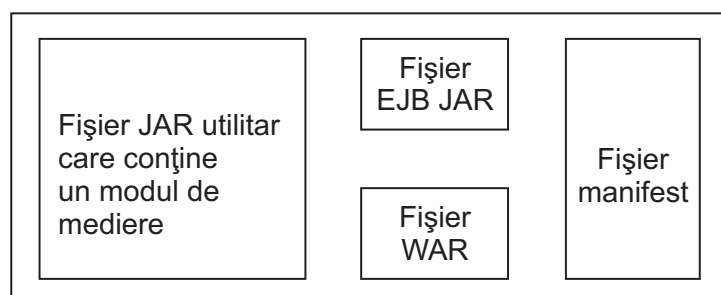 Fişier JAR utilitar
care conţine
un modul de
mediere
Fişier
EJB JAR
Fişier
WAR
Fişier
manifest